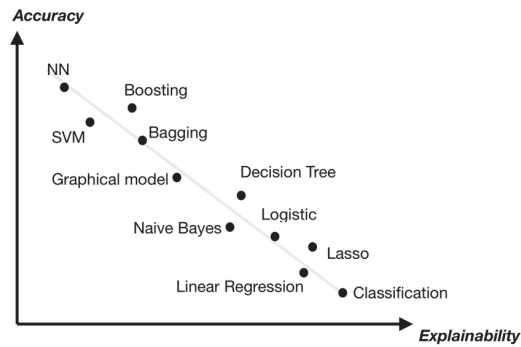 Accuracy
NN
Boosting
SVM
Bagging
Graphical model
Decision Tree
Naive Bayes
Logistic
Lasso
Linear Regression
Classification
Explainability